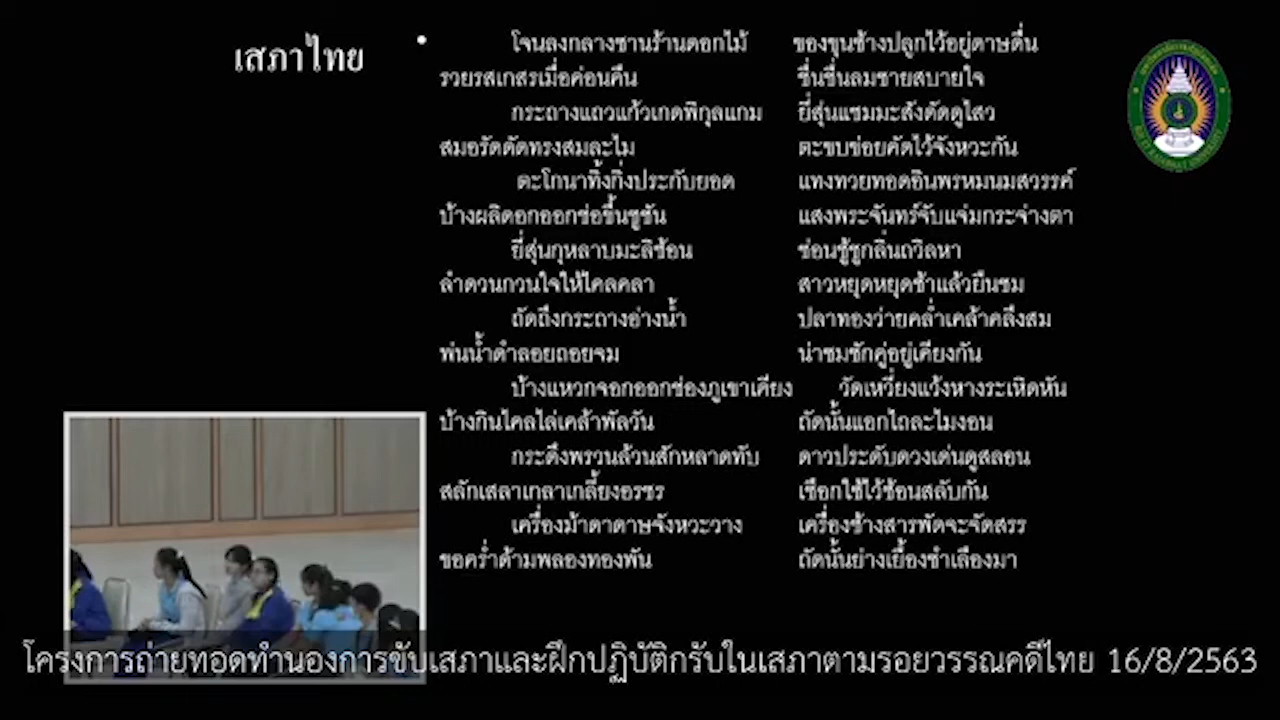 เสภาไทย
• โจนลงกลางชานร้านดอกไม้ ของขุนช้างปลูกไว้อยู่ดาษดื่น
รวยรสเกสรเมื่อค่อนคืน ชื่นชื่นลมชายสบายใจ
กระถางแถวแก้วเกดพิกุลแกม ยี่สุ่นแซมมะสังดัดดูไสว
สมอรัดดัดทรงสมละไม ตะขบข่อยคัดไว้จังหวะกัน
ตะโกนาทิ้งกิ่งประกับยอด แทงทวยทอดอินพรหมนมสวรรค์
บ้างผลิดอกออกช่อขึ้นชูชัน แสงพระจันทร์จับแจ่มกระจ่างตา
ยี่สุ่นกุหลาบมะลิซ้อน ซ่อนชู้ชูกลิ่นถวิลหา
ลำดวนกวนใจให้ไคลคลา สาวหยุดหยุดช้าแล้วยืนชม
ถัดถึงกระถางอ่างน้ำ ปลาทองว่ายคล่ำเคล้าคลึงสม
พ่นน้ำดำลอยถอยจม น่าชมชักคู่อยู่เคียงกัน
บ้างแหวกจอกออกช่องภูเขาเคียง วัดเหวี่ยงแว้งหางระเหิดหัน
บ้างกินไคลไล่เคล้าพัลวัน ถัดนั้นแอกไถละไมงอน
กระดึงพรวนล้วนสักหลาดทับ ดาวประดับดวงเด่นดูสลอน
สลักเสลาเกลาเกลี้ยงอรชร เชือกใช้ไว้ซ้อนสลับกัน
เครื่องม้าดาดาษจังหวะวาง เครื่องช้างสารพัดจะจัดสรร
ขอคร่ำด้ามพลองทองพัน ถัดนั้นย่างเยื้องชำเลืองมา
โครงการถ่ายทอดทำนองการขับเสภาและฝึกปฏิบัติกรับในเสภาตามรอยวรรณคดีไทย 16/8/2563